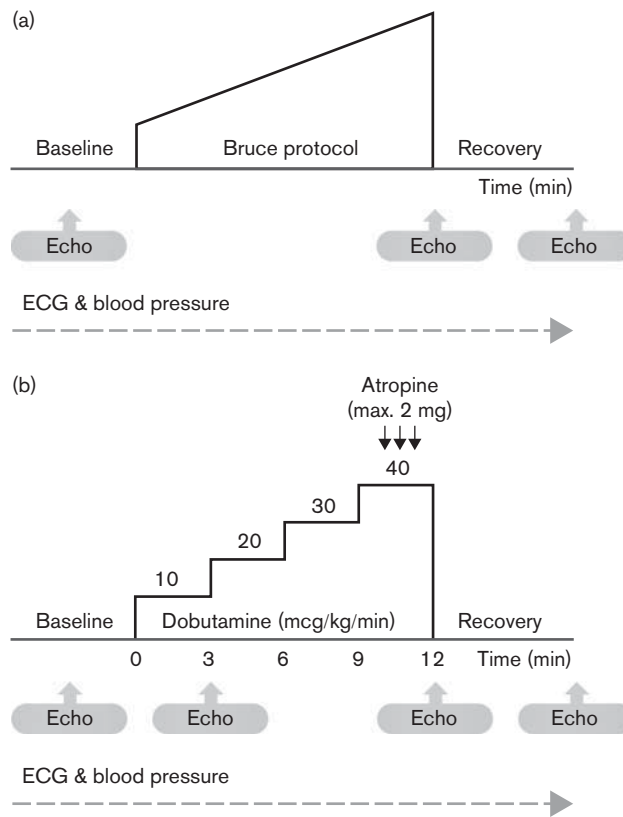 (a)
Baseline
Bruce protocol
Recovery
Time (min)
Echo
Echo
Echo
ECG & blood pressure
(b)
Atropine
(max. 2 mg)
40
30
20
10
Baseline
Dobutamine (mcg/kg/min)
Recovery
0 3 6 9 12 Time (min)
Echo
Echo
Echo
Echo
ECG & blood pressure